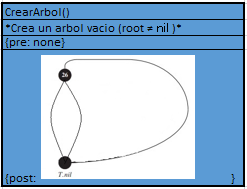 CrearArbol()
*Crea un arbol vacio (root ≠ nil )*
{pre: none}
26
T.nil
{post: }